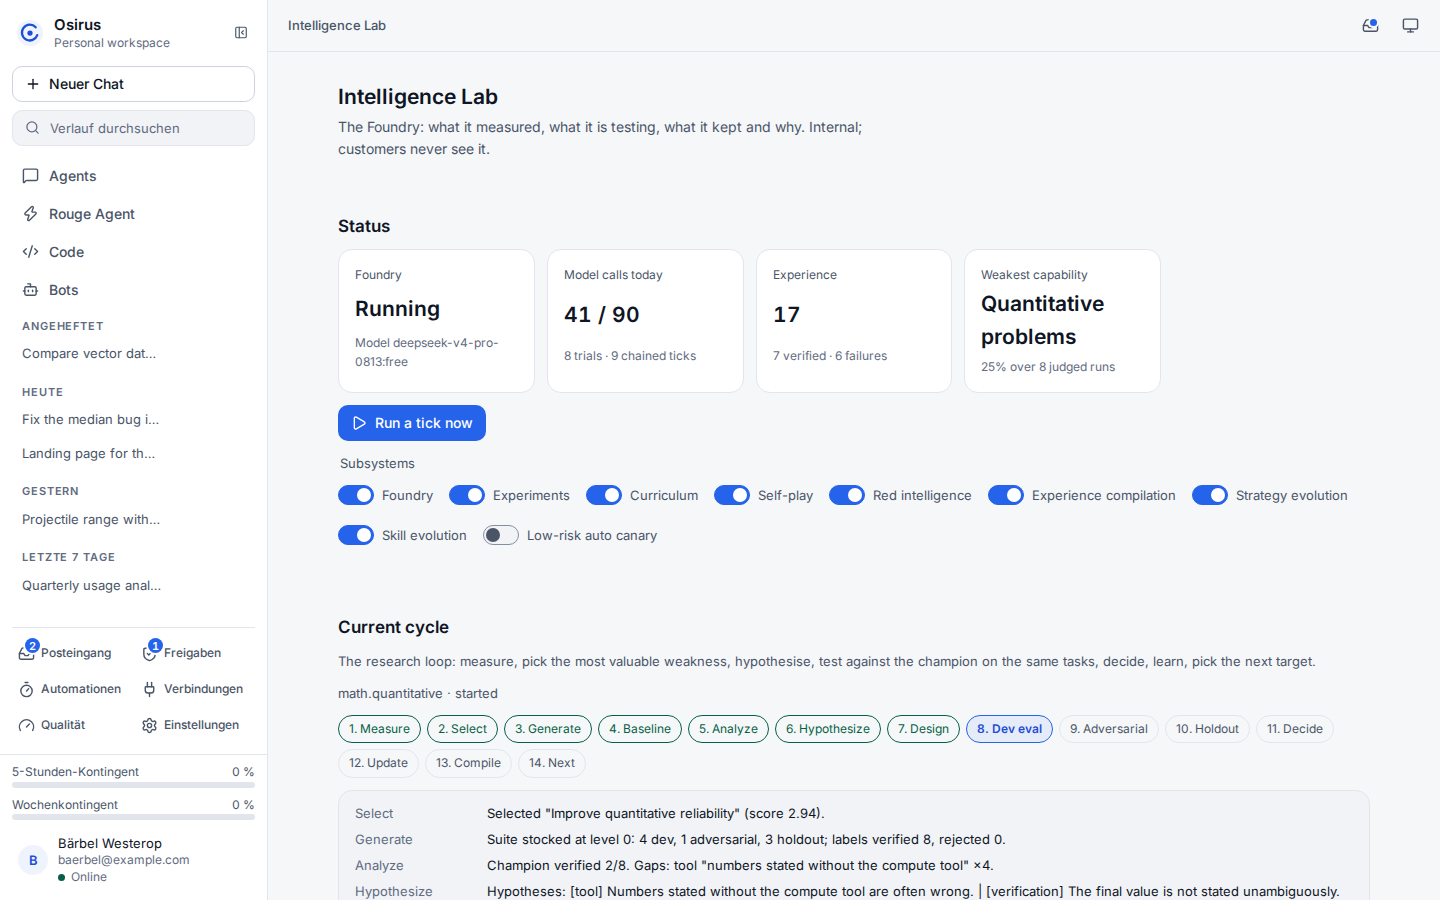 Osirus
Personal workspace
Neuer Chat
Verlauf durchsuchen
Agents
Rouge Agent
Code
Bots
ANGEHEFTET
Compare vector dat...
HEUTE
Fix the median bug i...
Landing page for th...
GESTERN
Projectile range with...
LETZTE 7 TAGE
Quarterly usage anal...
2 Posteingang
1 Freigaben
Automationen
Verbindungen
Qualität
Einstellungen
5-Stunden-Kontingent 0 %
Wochenkontingent 0 %
B
Bärbel Westerop
baerbel@example.com
Online
Intelligence Lab
Intelligence Lab
The Foundry: what it measured, what it is testing, what it kept and why. Internal;
customers never see it.
Status
Foundry
Running
Model deepseek-v4-pro-
0813:free
Model calls today
41 / 90
8 trials · 9 chained ticks
Experience
17
7 verified · 6 failures
Weakest capability
Quantitative
problems
25% over 8 judged runs
Run a tick now
Subsystems
Foundry Experiments Curriculum Self-play Red intelligence Experience compilation Strategy evolution
Skill evolution Low-risk auto canary
Current cycle
The research loop: measure, pick the most valuable weakness, hypothesise, test against the champion on the same tasks, decide, learn, pick the next target.
math.quantitative · started
1. Measure 2. Select 3. Generate 4. Baseline 5. Analyze 6. Hypothesize 7. Design 8. Dev eval 9. Adversarial 10. Holdout 11. Decide
12. Update 13. Compile 14. Next
Select Selected "Improve quantitative reliability" (score 2.94).
Generate Suite stocked at level 0: 4 dev, 1 adversarial, 3 holdout; labels verified 8, rejected 0.
Analyze Champion verified 2/8. Gaps: tool "numbers stated without the compute tool" ×4.
Hypothesize Hypotheses: [tool] Numbers stated without the compute tool are often wrong. | [verification] The final value is not stated unambiguously.